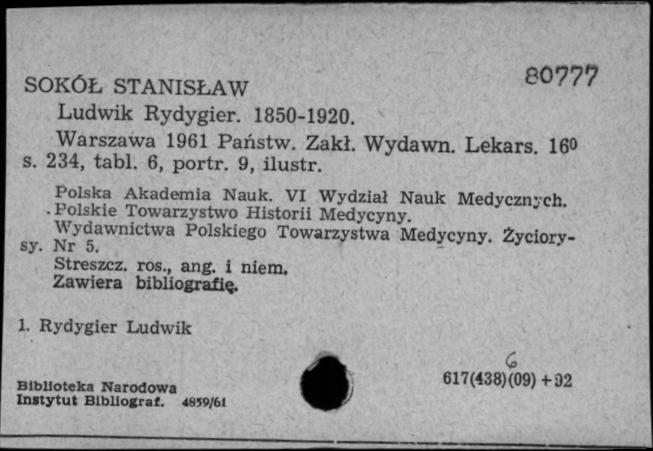 80777
SOKÓŁ STANISŁAW
Ludwik Rydygier. 1850-1920.
Warszawa 1961 Państw. Zakł. Wydawn. Lekars. 16⁰
s. 234, tabl. 6, portr. 9, ilustr.
Polska Akademia Nauk. VI Wydział Nauk Medycznych.
Polskie Towarzystwo Historii Medycyny.
Wydawnictwa Polskiego Towarzystwa Medycyny. Życiory-
sy. Nr 5.
Streszcz. ros., ang. i niem.
Zawiera bibliografię.
1. Rydygier Ludwik
6
617(438)(09) + 92
Biblioteka Narodowa
Instytut Bibliograf. 4859/61